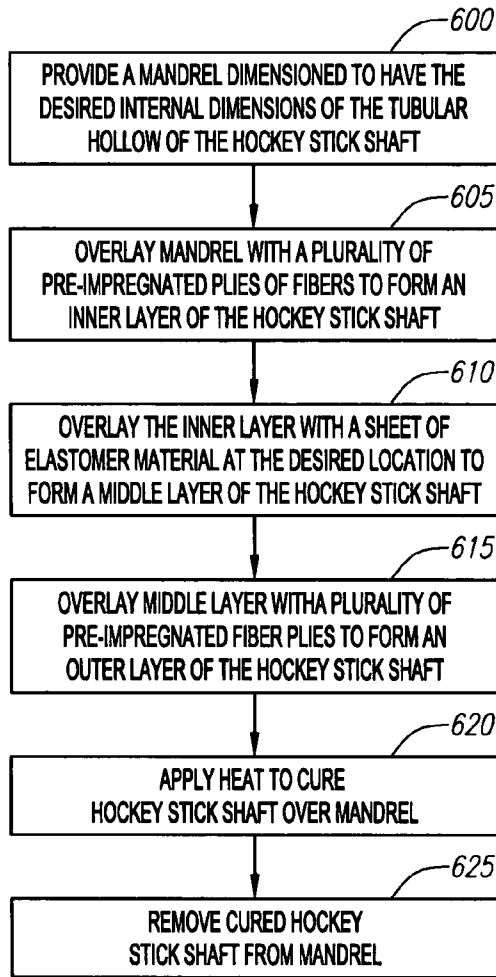 600
PROVIDE A MANDREL DIMENSIONED TO HAVE THE
DESIRED INTERNAL DIMENSIONS OF THE TUBULAR
HOLLOW OF THE HOCKEY STICK SHAFT
605
OVERLAY MANDREL WITH A PLURALITY OF
PRE-IMPREGNATED PLIES OF FIBERS TO FORM AN
INNER LAYER OF THE HOCKEY STICK SHAFT
610
OVERLAY THE INNER LAYER WITH A SHEET OF
ELASTOMER MATERIAL AT THE DESIRED LOCATION TO
FORM A MIDDLE LAYER OF THE HOCKEY STICK SHAFT
615
OVERLAY MIDDLE LAYER WITHA PLURALITY OF
PRE-IMPREGNATED FIBER PLIES TO FORM AN
OUTER LAYER OF THE HOCKEY STICK SHAFT
620
APPLY HEAT TO CURE
HOCKEY STICK SHAFT OVER MANDREL
625
REMOVE CURED HOCKEY
STICK SHAFT FROM MANDREL